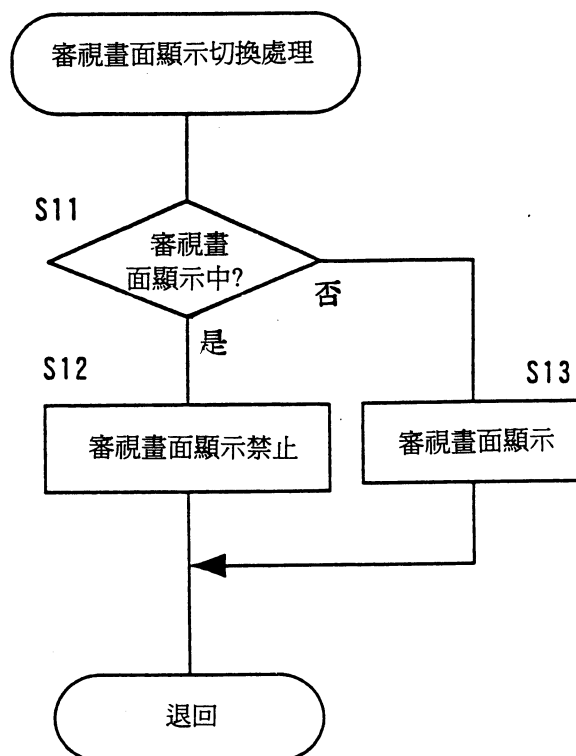 審視畫面顯示切換處理
S11
審視畫
面顯示中?
否
是
S12
S13
審視畫面顯示禁止
審視畫面顯示
退回